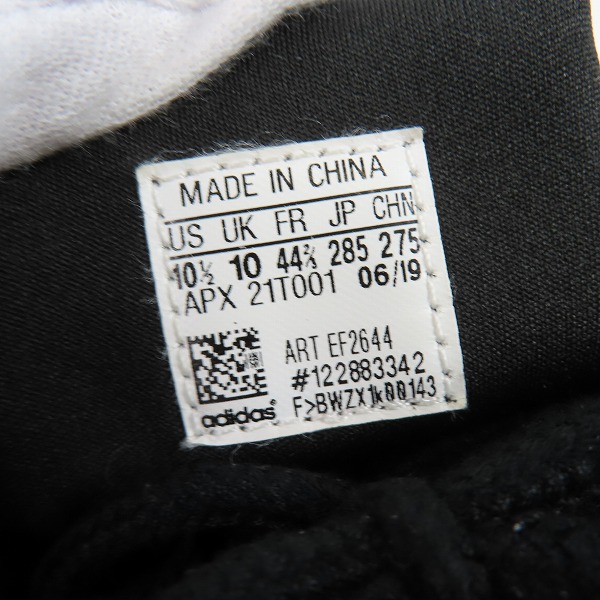 MADE IN CHINA
US UK FR JP CHN
10½ 10 44⅔ 285 275
APX 21T001 06/19
ART EF2644
#122883342
F>BWZX1k00143
adidas®